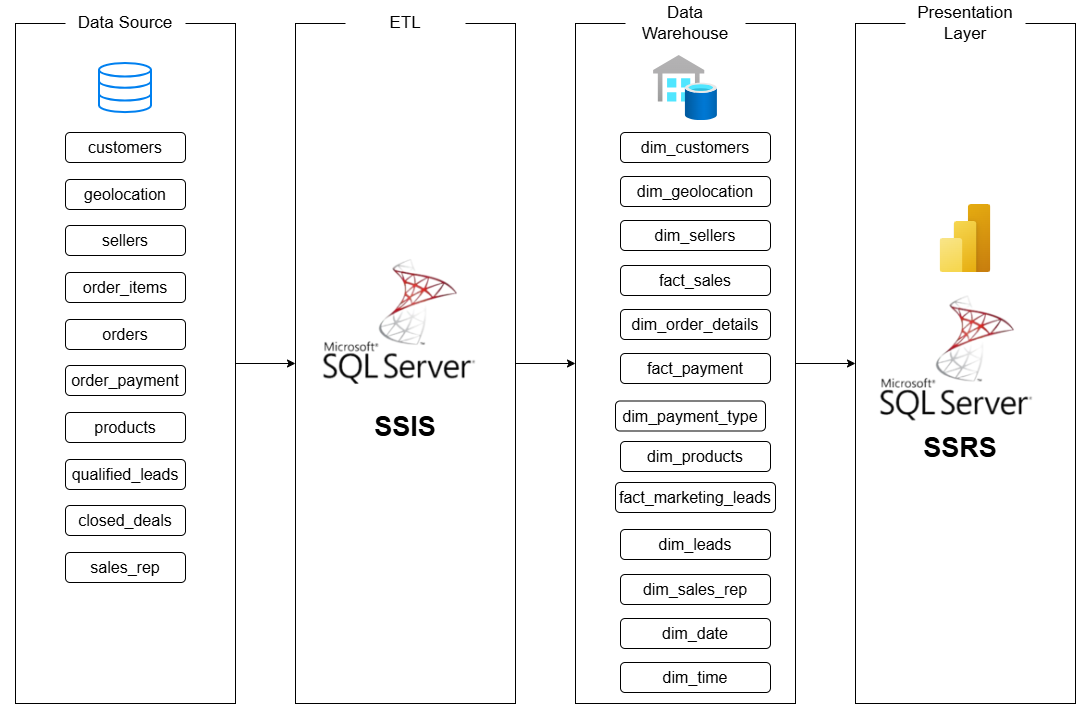 Data Source
customers
geolocation
sellers
order_items
orders
order_payment
products
qualified_leads
closed_deals
sales_rep
ETL
Microsoft®
SQL Server
SSIS
Data
Warehouse
dim_customers
dim_geolocation
dim_sellers
fact_sales
dim_order_details
fact_payment
dim_payment_type
dim_products
fact_marketing_leads
dim_leads
dim_sales_rep
dim_date
dim_time
Presentation
Layer
Microsoft®
SQL Server
SSRS